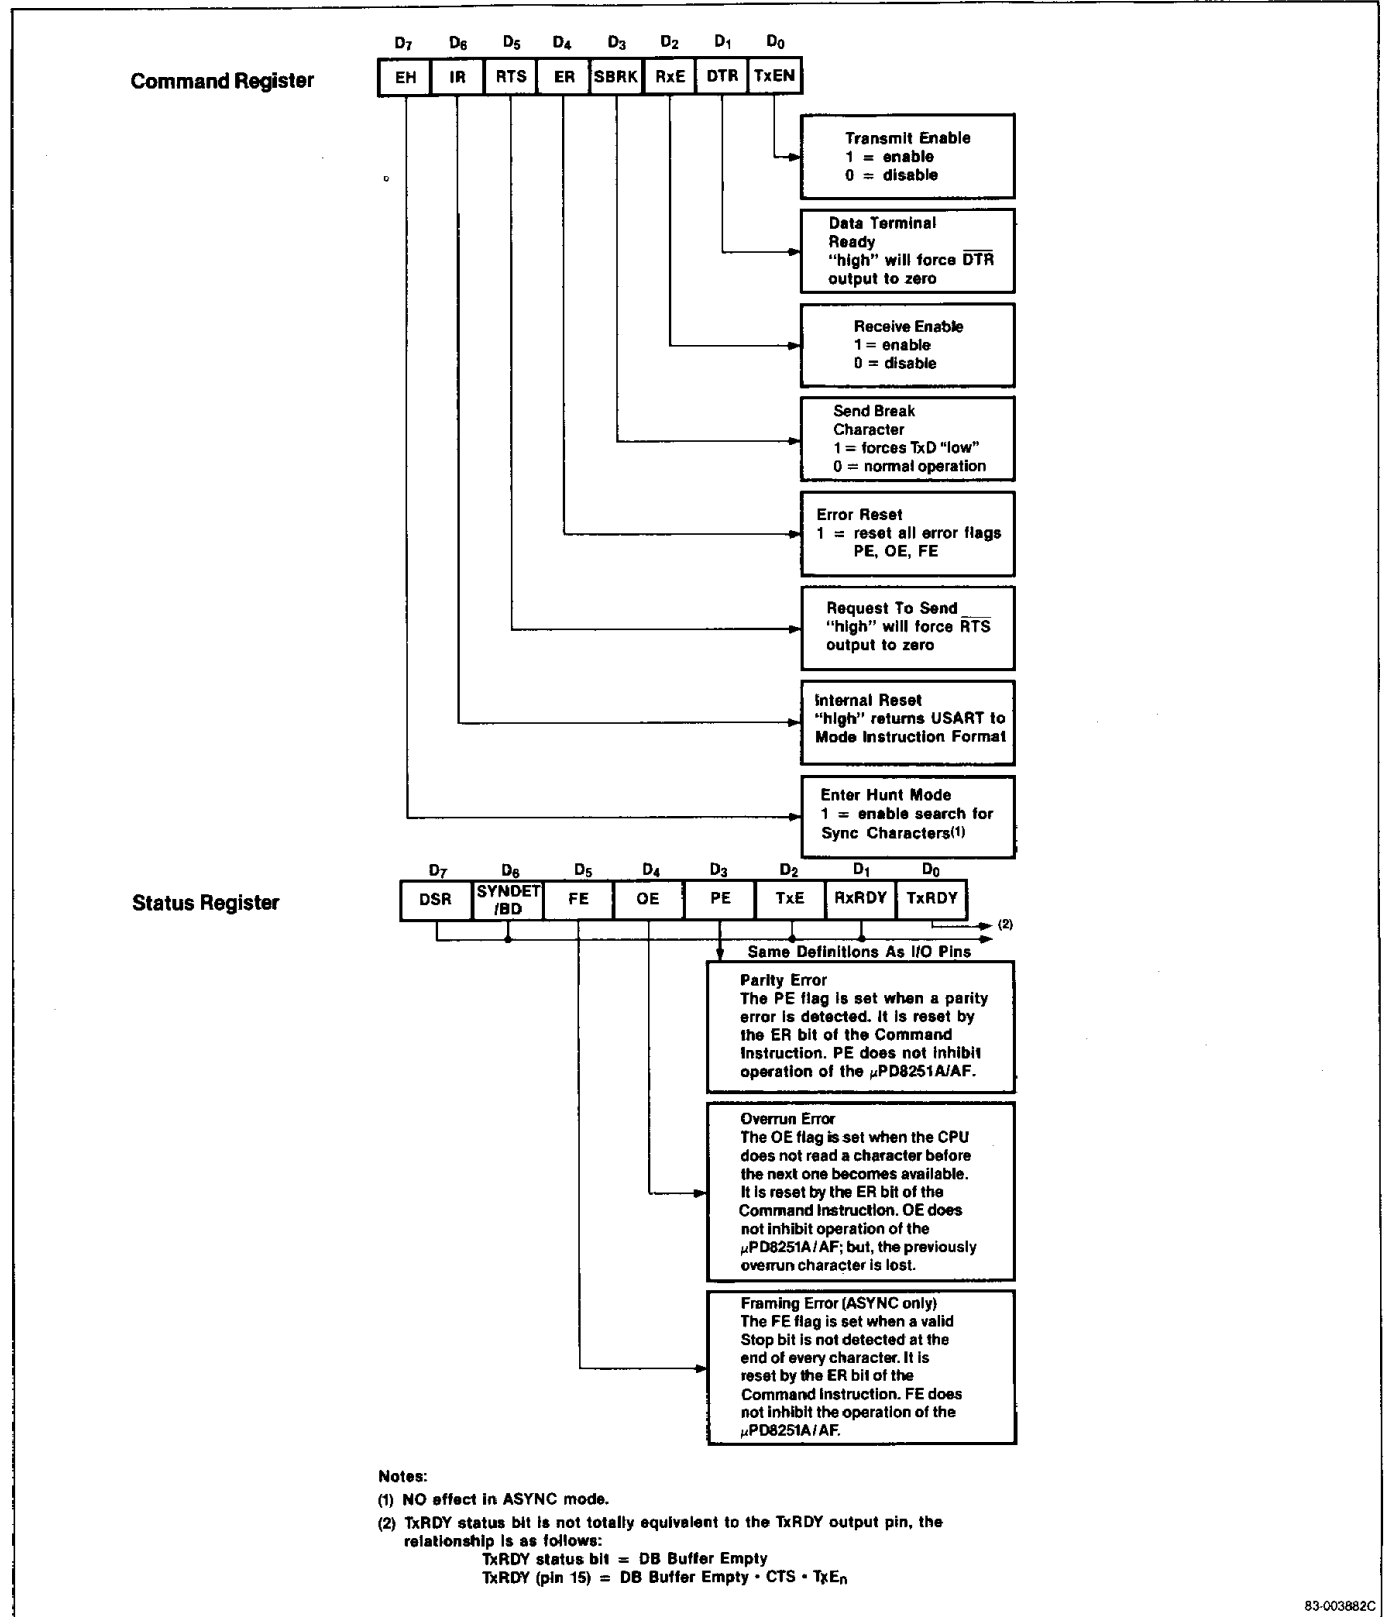 D7 D6 D5 D4 D3 D2 D1 D0
Command Register
EH IR RTS ER SBRK RxE DTR TxEN
Transmit Enable
1 = enable
0 = disable
Data Terminal
Ready
“high” will force D̅T̅R̅
output to zero
Receive Enable
1 = enable
0 = disable
Send Break
Character
1 = forces TxD “low”
0 = normal operation
Error Reset
1 = reset all error flags
PE, OE, FE
Request To Send
“high” will force R̅T̅S̅
output to zero
Internal Reset
“high” returns USART to
Mode Instruction Format
Enter Hunt Mode
1 = enable search for
Sync Characters(1)
D7 D6 D5 D4 D3 D2 D1 D0
Status Register
DSR SYNDET FE OE PE TxE RxRDY TxRDY
/BD
(2)
Same Definitions As I/O Pins
Parity Error
The PE flag is set when a parity
error is detected. It is reset by
the ER bit of the Command
Instruction. PE does not inhibit
operation of the μPD8251A/AF.
Overrun Error
The OE flag is set when the CPU
does not read a character before
the next one becomes available.
It is reset by the ER bit of the
Command Instruction. OE does
not inhibit operation of the
μPD8251A/AF; but, the previously
overrun character is lost.
Framing Error (ASYNC only)
The FE flag is set when a valid
Stop bit is not detected at the
end of every character. It is
reset by the ER bit of the
Command Instruction. FE does
not inhibit the operation of the
μPD8251A/AF.
Notes:
(1) NO effect in ASYNC mode.
(2) TxRDY status bit is not totally equivalent to the TxRDY output pin, the
relationship is as follows:
TxRDY status bit = DB Buffer Empty
TxRDY (pin 15) = DB Buffer Empty • CTS • TxEn
83-003882C